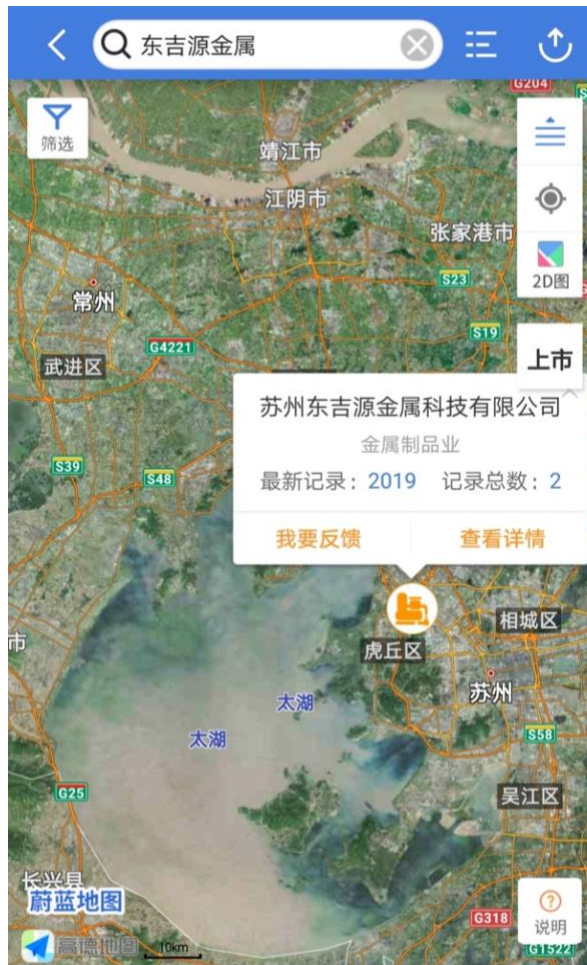 东吉源金属
G204
筛选
靖江市
江阴市
张家港市
S23
2D图
常州
S19
G4221
上市
武进区
苏州东吉源金属科技有限公司
金属制品业
最新记录：2019 记录总数：2
S39
S48
我要反馈 查看详情
相城区
市
虎丘区
苏州
太湖
太湖
S58
G25
吴江区
长兴县
蔚蓝地图
说明
G318
高德地图 10km
G1522